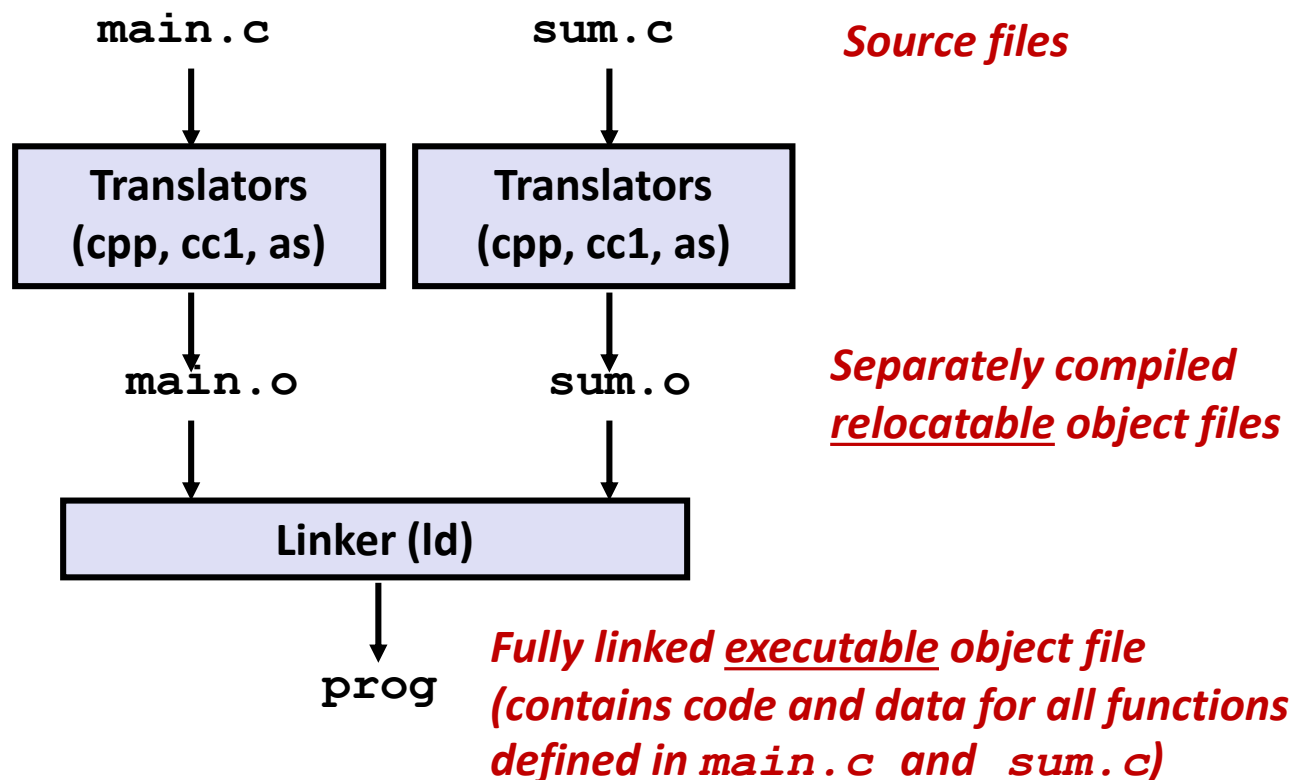 main.c
sum.c
Source files
Translators
(cpp, cc1, as)
Translators
(cpp, cc1, as)
main.o
sum.o
Separately compiled
relocatable object files
Linker (ld)
prog
Fully linked executable object file
(contains code and data for all functions
defined in main.c and sum.c)